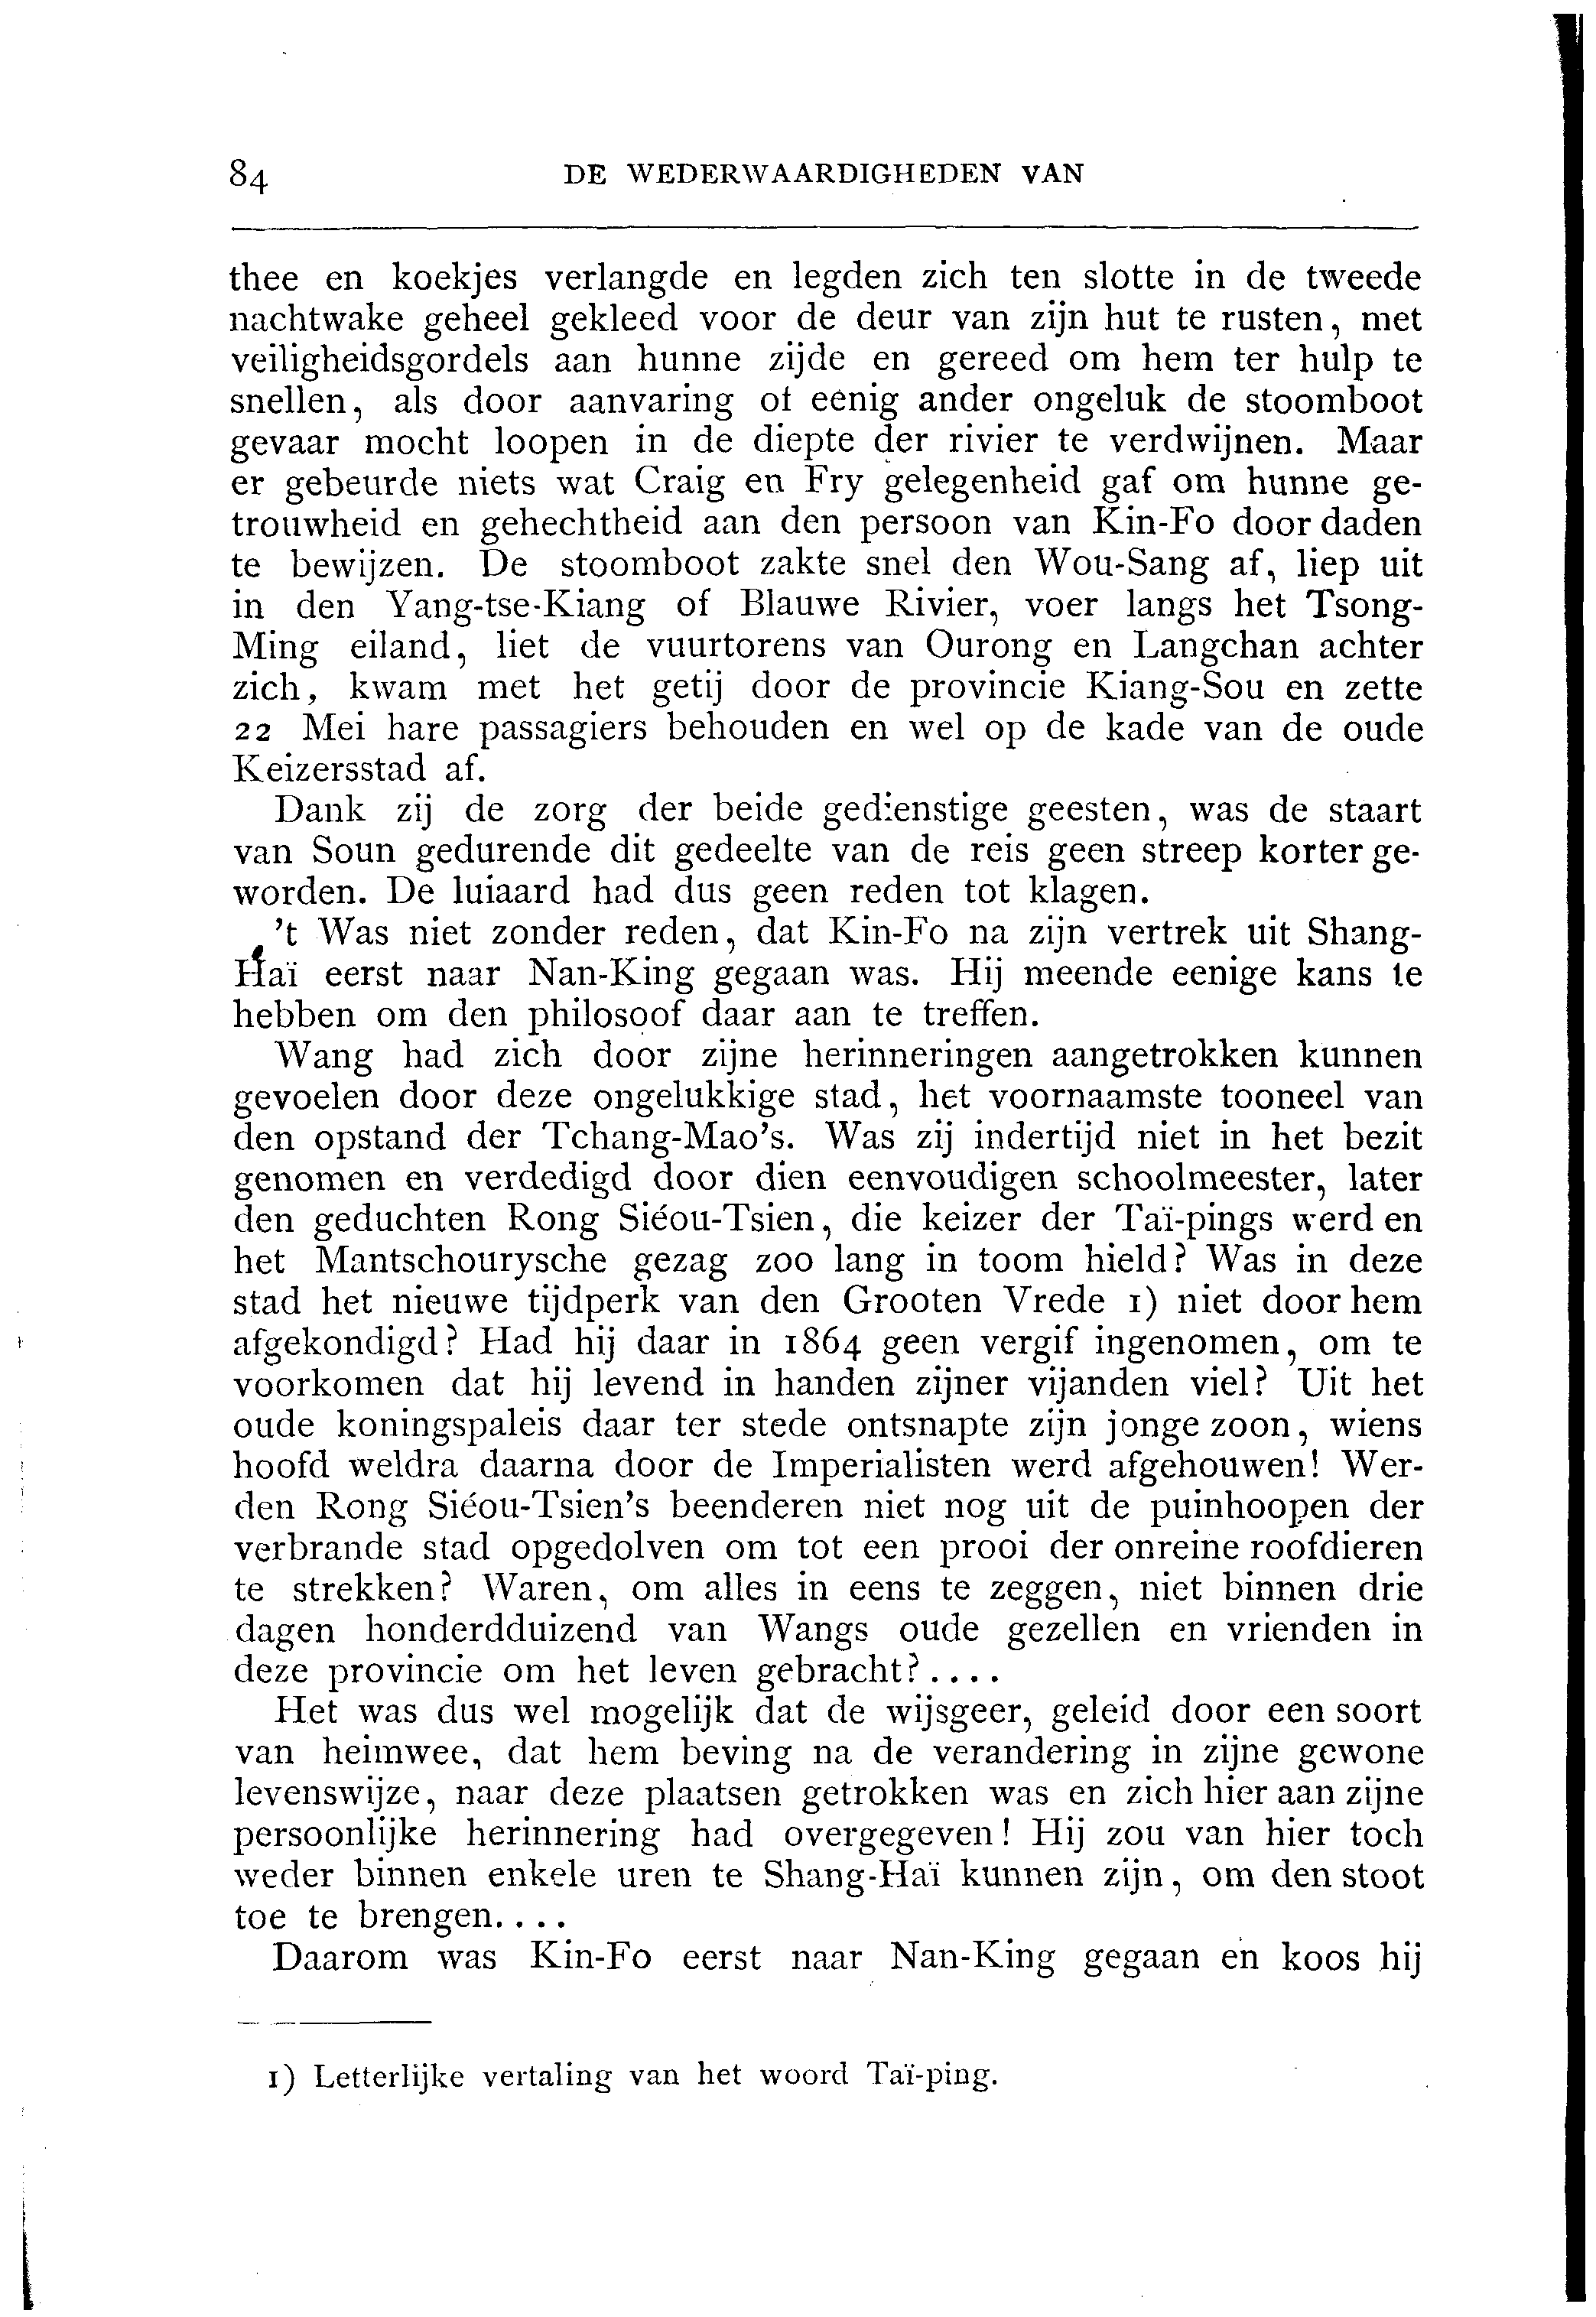 84 DE WEDERWAARDIGHEDEN VAN
thee en koekjes verlangde en legden zich ten slotte in de tweede
nachtwake geheel gekleed voor de deur van zijn hut te rusten, met
veiligheidsgordels aan hunne zijde en gereed om hem ter hulp te
snellen, als door aanvaring of eenig ander ongeluk de stoomboot
gevaar mocht loopen in de diepte der rivier te verdwijnen. Maar
er gebeurde niets wat Craig en Fry gelegenheid gaf om hunne ge-
trouwheid en gehechtheid aan den persoon van Kin-Fo door daden
te bewijzen. De stoomboot zakte snel den Wou-Sang af, liep uit
in den Yang-tse-Kiang of Blauwe Rivier, voer langs het Tsong-
Ming eiland, liet de vuurtorens van Ourong en Langchan achter
zich, kwam met het getij door de provincie Kiang-Sou en zette
22 Mei hare passagiers behouden en wel op de kade van de oude
Keizersstad af.
Dank zij de zorg der beide gedienstige geesten, was de staart
van Soun gedurende dit gedeelte van de reis geen streep korter ge-
worden. De luiaard had dus geen reden tot klagen.
't Was niet zonder reden, dat Kin-Fo na zijn vertrek uit Shang-
Haï eerst naar Nan-King gegaan was. Hij meende eenige kans te
hebben om den philosoof daar aan te treffen.
Wang had zich door zijne herinneringen aangetrokken kunnen
gevoelen door deze ongelukkige stad, het voornaamste tooneel van
den opstand der Tchang-Mao's. Was zij indertijd niet in het bezit
genomen en verdedigd door dien eenvoudigen schoolmeester, later
den geduchten Rong Siéou-Tsien, die keizer der Taï-pings werd en
het Mantschourysche gezag zoo lang in toom hield? Was in deze
stad het nieuwe tijdperk van den Grooten Vrede 1) niet door hem
afgekondigd? Had hij daar in 1864 geen vergif ingenomen, om te
voorkomen dat hij levend in handen zijner vijanden viel? Uit het
oude koningspaleis daar ter stede ontsnapte zijn jonge zoon, wiens
hoofd weldra daarna door de Imperialisten werd afgehouwen! Wer-
den Rong Siéou-Tsien's beenderen niet nog uit de puinhoopen der
verbrande stad opgedolven om tot een prooi der onreine roofdieren
te strekken? Waren, om alles in eens te zeggen, niet binnen drie
dagen honderdduizend van Wangs oude gezellen en vrienden in
deze provincie om het leven gebracht?....
Het was dus wel mogelijk dat de wijsgeer, geleid door een soort
van heimwee, dat hem beving na de verandering in zijne gewone
levenswijze, naar deze plaatsen getrokken was en zich hier aan zijne
persoonlijke herinnering had overgegeven! Hij zou van hier toch
weder binnen enkele uren te Shang-Haï kunnen zijn, om den stoot
toe te brengen....
Daarom was Kin-Fo eerst naar Nan-King gegaan en koos hij
1) Letterlijke vertaling van het woord Taï-ping.